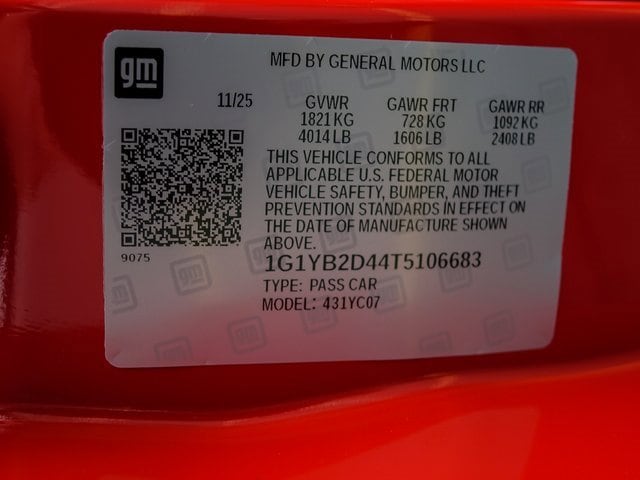 gm
MFD BY GENERAL MOTORS LLC
11/25
GVWR GAWR FRT GAWR RR
1821 KG 728 KG 1092 KG
4014 LB 1606 LB 2408 LB
THIS VEHICLE CONFORMS TO ALL
APPLICABLE U.S. FEDERAL MOTOR
VEHICLE SAFETY, BUMPER, AND THEFT
PREVENTION STANDARDS IN EFFECT ON
THE DATE OF MANUFACTURE SHOWN
ABOVE.
9075
1G1YB2D44T5106683
TYPE: PASS CAR
MODEL: 431YC07